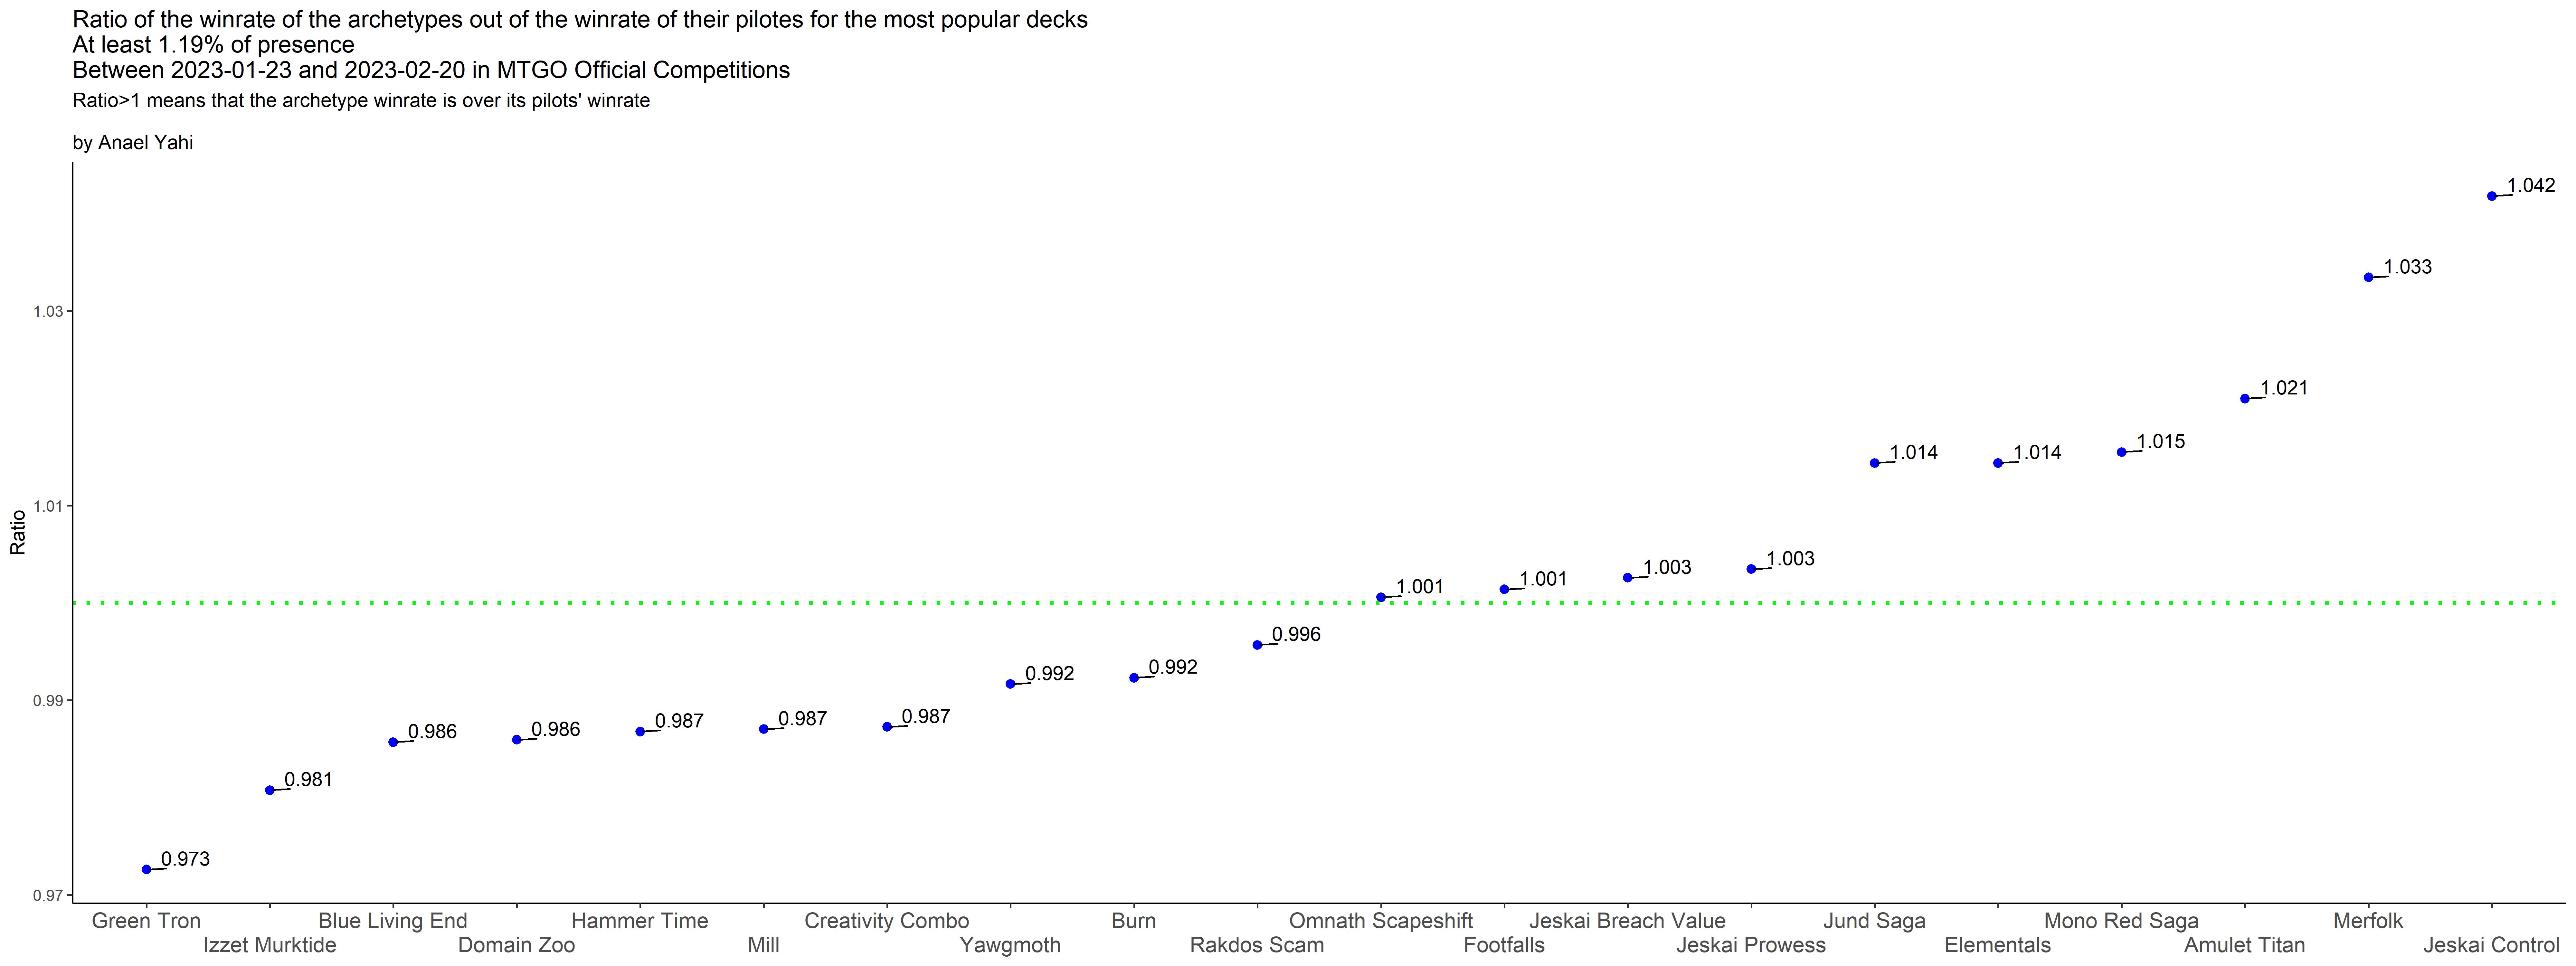 Ratio of the winrate of the archetypes out of the winrate of their pilotes for the most popular decks
At least 1.19% of presence
Between 2023-01-23 and 2023-02-20 in MTGO Official Competitions
Ratio>1 means that the archetype winrate is over its pilots' winrate
by Anael Yahi
Ratio
1.03
1.01
0.99
0.97
0.973
0.981
0.986
0.986
0.987
0.987
0.987
0.992
0.992
0.996
1.001
1.001
1.003
1.003
1.014
1.014
1.015
1.021
1.033
1.042
Green Tron
Izzet Murktide
Blue Living End
Domain Zoo
Hammer Time
Mill
Creativity Combo
Yawgmoth
Burn
Rakdos Scam
Omnath Scapeshift
Footfalls
Jeskai Breach Value
Jeskai Prowess
Jund Saga
Elementals
Mono Red Saga
Amulet Titan
Merfolk
Jeskai Control